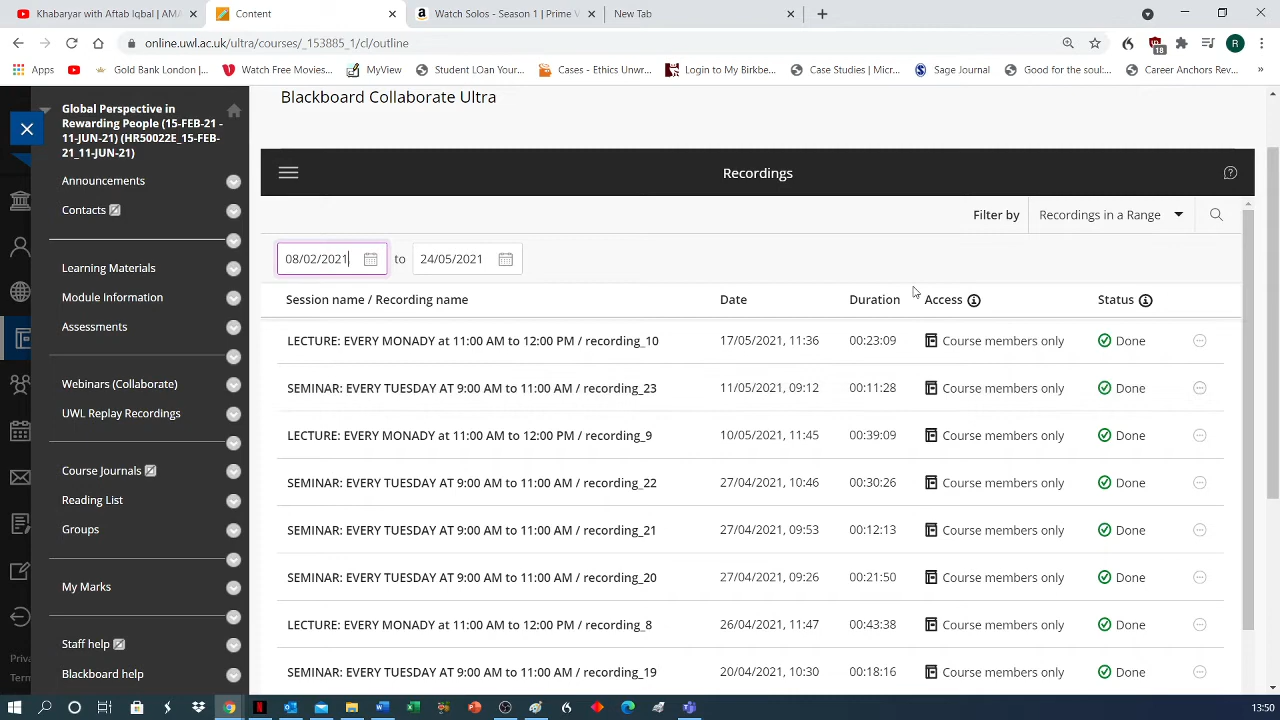 Khabaryar with Aftab Iqbal | AMA
Content
Watch Solos - Season 1 | Prime V
New Tab
online.uwl.ac.uk/ultra/courses/_153885_1/cl/outline
18
R
Apps
Gold Bank London |...
Watch Free Movies...
MyView
Student LOan You...
Cases - Ethics Unwr...
Login to My Birkbe...
Case Studies | Micr...
Sage Journal
Good for the soul:...
Career Anchors Rev...
»
Global Perspective in
Rewarding People (15-FEB-21 -
11-JUN-21) (HR50022E_15-FEB-
21_11-JUN-21)
Announcements
Contacts
Learning Materials
Module Information
Assessments
Webinars (Collaborate)
UWL Replay Recordings
Course Journals
Reading List
Groups
My Marks
Staff help
Blackboard help
Priva
Term
Blackboard Collaborate Ultra
Recordings
Filter by
Recordings in a Range
08/02/2021 to 24/05/2021
Session name / Recording name Date Duration Access Status
LECTURE: EVERY MONADY at 11:00 AM to 12:00 PM / recording_10 17/05/2021, 11:36 00:23:09 Course members only Done
SEMINAR: EVERY TUESDAY AT 9:00 AM to 11:00 AM / recording_23 11/05/2021, 09:12 00:11:28 Course members only Done
LECTURE: EVERY MONADY at 11:00 AM to 12:00 PM / recording_9 10/05/2021, 11:45 00:39:09 Course members only Done
SEMINAR: EVERY TUESDAY AT 9:00 AM to 11:00 AM / recording_22 27/04/2021, 10:46 00:30:26 Course members only Done
SEMINAR: EVERY TUESDAY AT 9:00 AM to 11:00 AM / recording_21 27/04/2021, 09:53 00:12:13 Course members only Done
SEMINAR: EVERY TUESDAY AT 9:00 AM to 11:00 AM / recording_20 27/04/2021, 09:26 00:21:50 Course members only Done
LECTURE: EVERY MONADY at 11:00 AM to 12:00 PM / recording_8 26/04/2021, 11:47 00:43:38 Course members only Done
SEMINAR: EVERY TUESDAY AT 9:00 AM to 11:00 AM / recording_19 20/04/2021, 10:30 00:18:16 Course members only Done
13:50